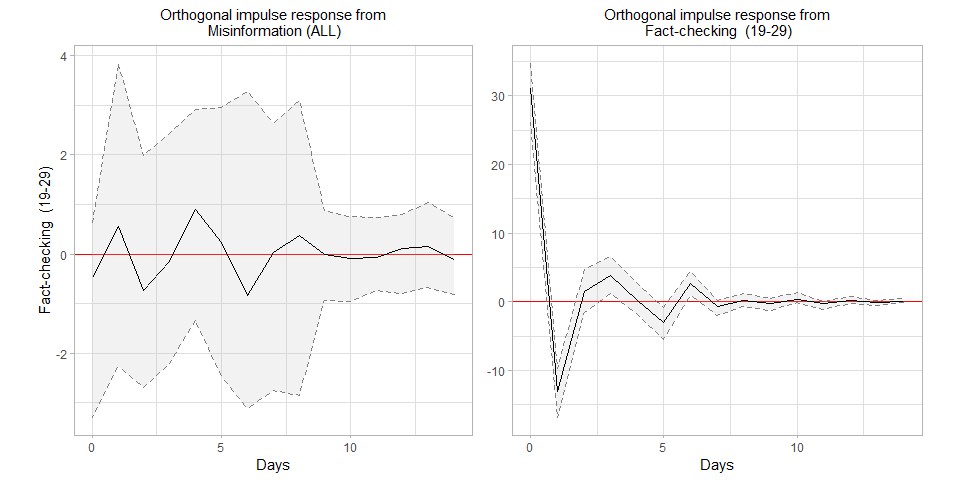 Orthogonal impulse response from
Misinformation (ALL)
4
2
0
-2
Fact-checking (19-29)
0
5
10
Days
Orthogonal impulse response from
Fact-checking (19-29)
30
20
10
0
-10
0
5
10
Days